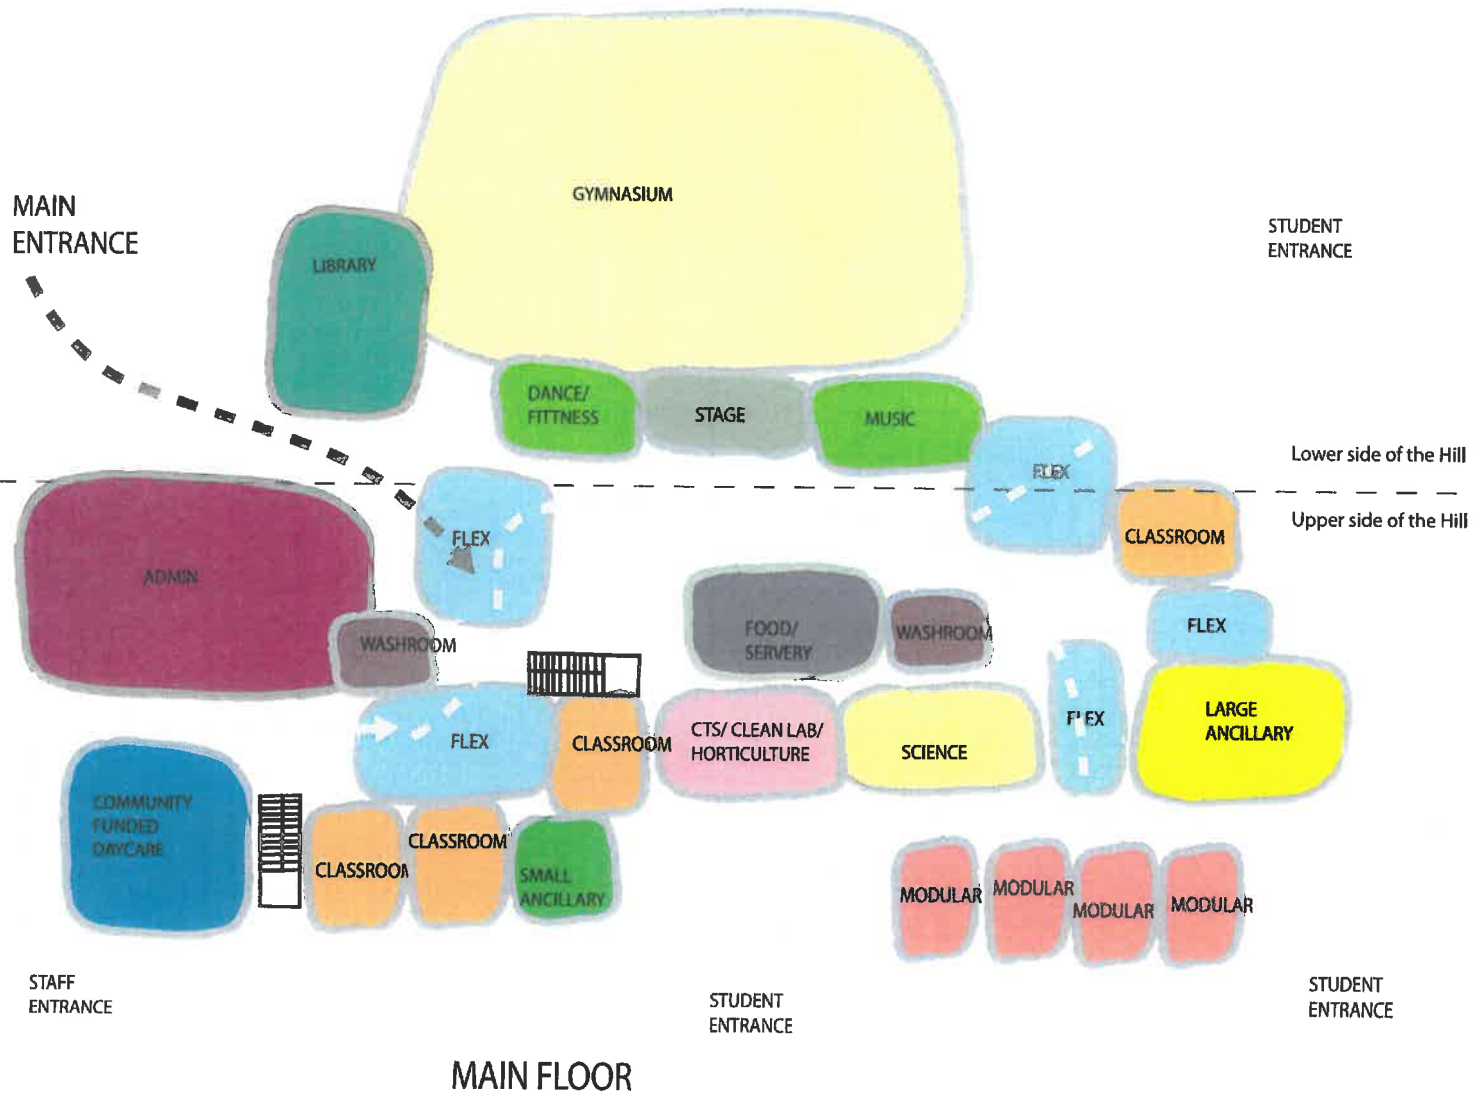 GYMNASIUM
MAIN
ENTRANCE
STUDENT
ENTRANCE
LIBRARY
DANCE/
FITTNESS
STAGE
MUSIC
FLEX
Lower side of the Hill
Upper side of the Hill
CLASSROOM
FLEX
ADMIN
WASHROOM
FOOD/
SERVERY
WASHROOM
FLEX
FLEX
CLASSROOM
CTS/ CLEAN LAB/
HORTICULTURE
SCIENCE
FLEX
LARGE
ANCILLARY
COMMUNITY
FUNDED
DAYCARE
CLASSROOM
CLASSROOM
SMALL
ANCILLARY
MODULAR
MODULAR
MODULAR
MODULAR
STAFF
ENTRANCE
STUDENT
ENTRANCE
STUDENT
ENTRANCE
MAIN FLOOR